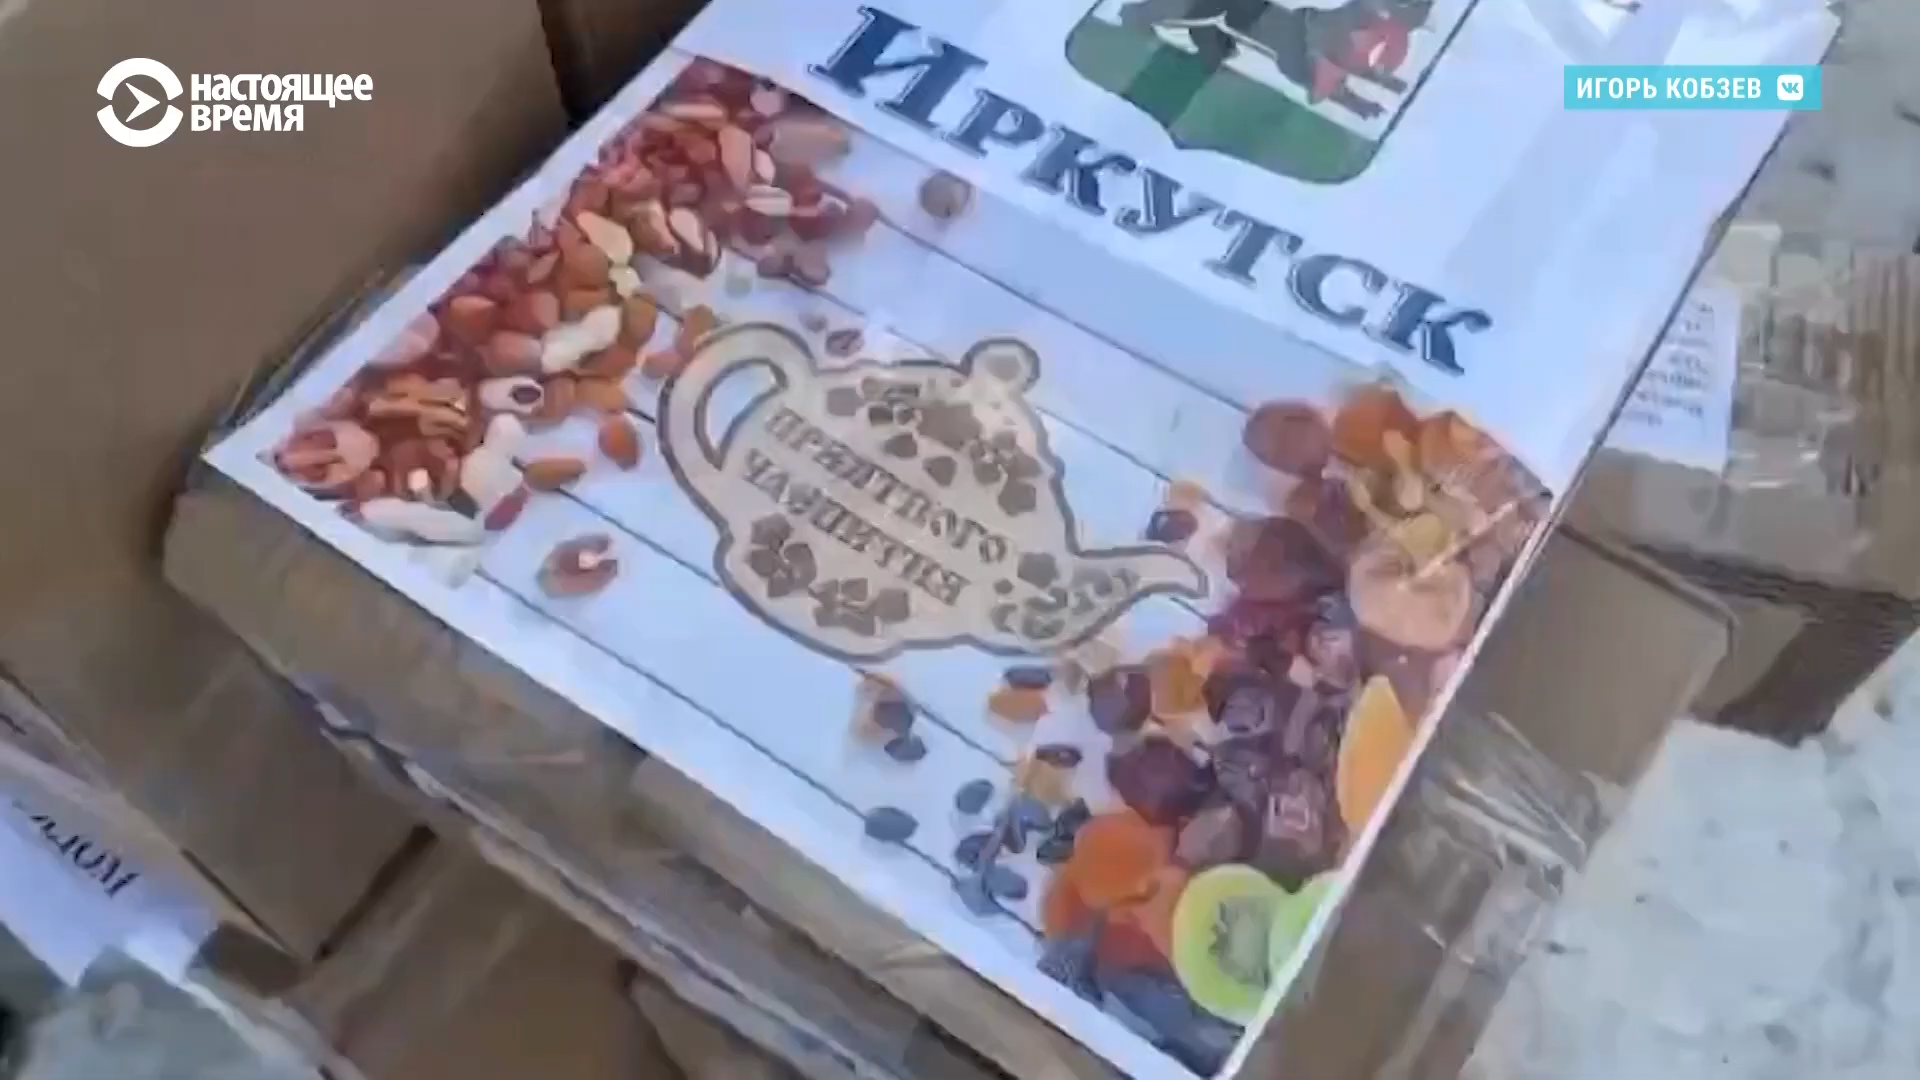 НАСТОЯЩЕЕ
ВРЕМЯ
ИГОРЬ КОБЗЕВ
ИРКУТСК
ПРИЯТНОГО
ЧАЕПИТИЯ